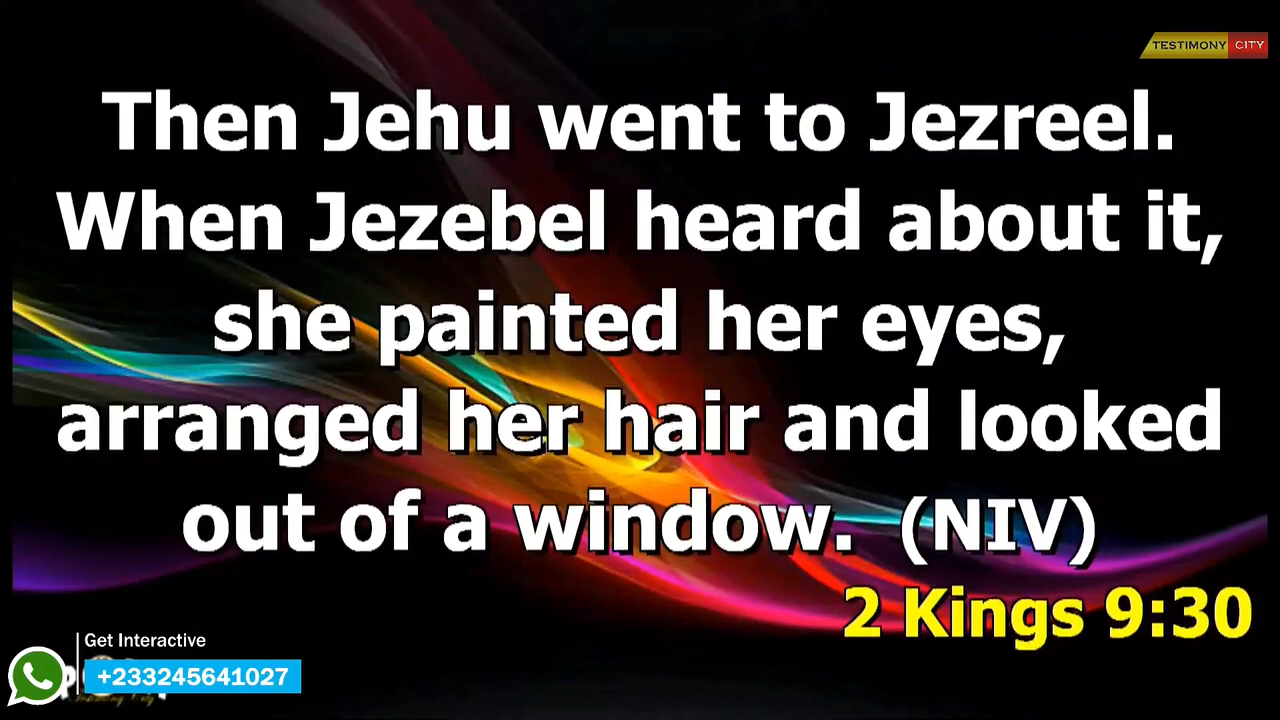 TESTIMONY CITY
Then Jehu went to Jezreel.
When Jezebel heard about it,
she painted her eyes,
arranged her hair and looked
out of a window. (NIV)
2 Kings 9:30
Get Interactive
+233245641027